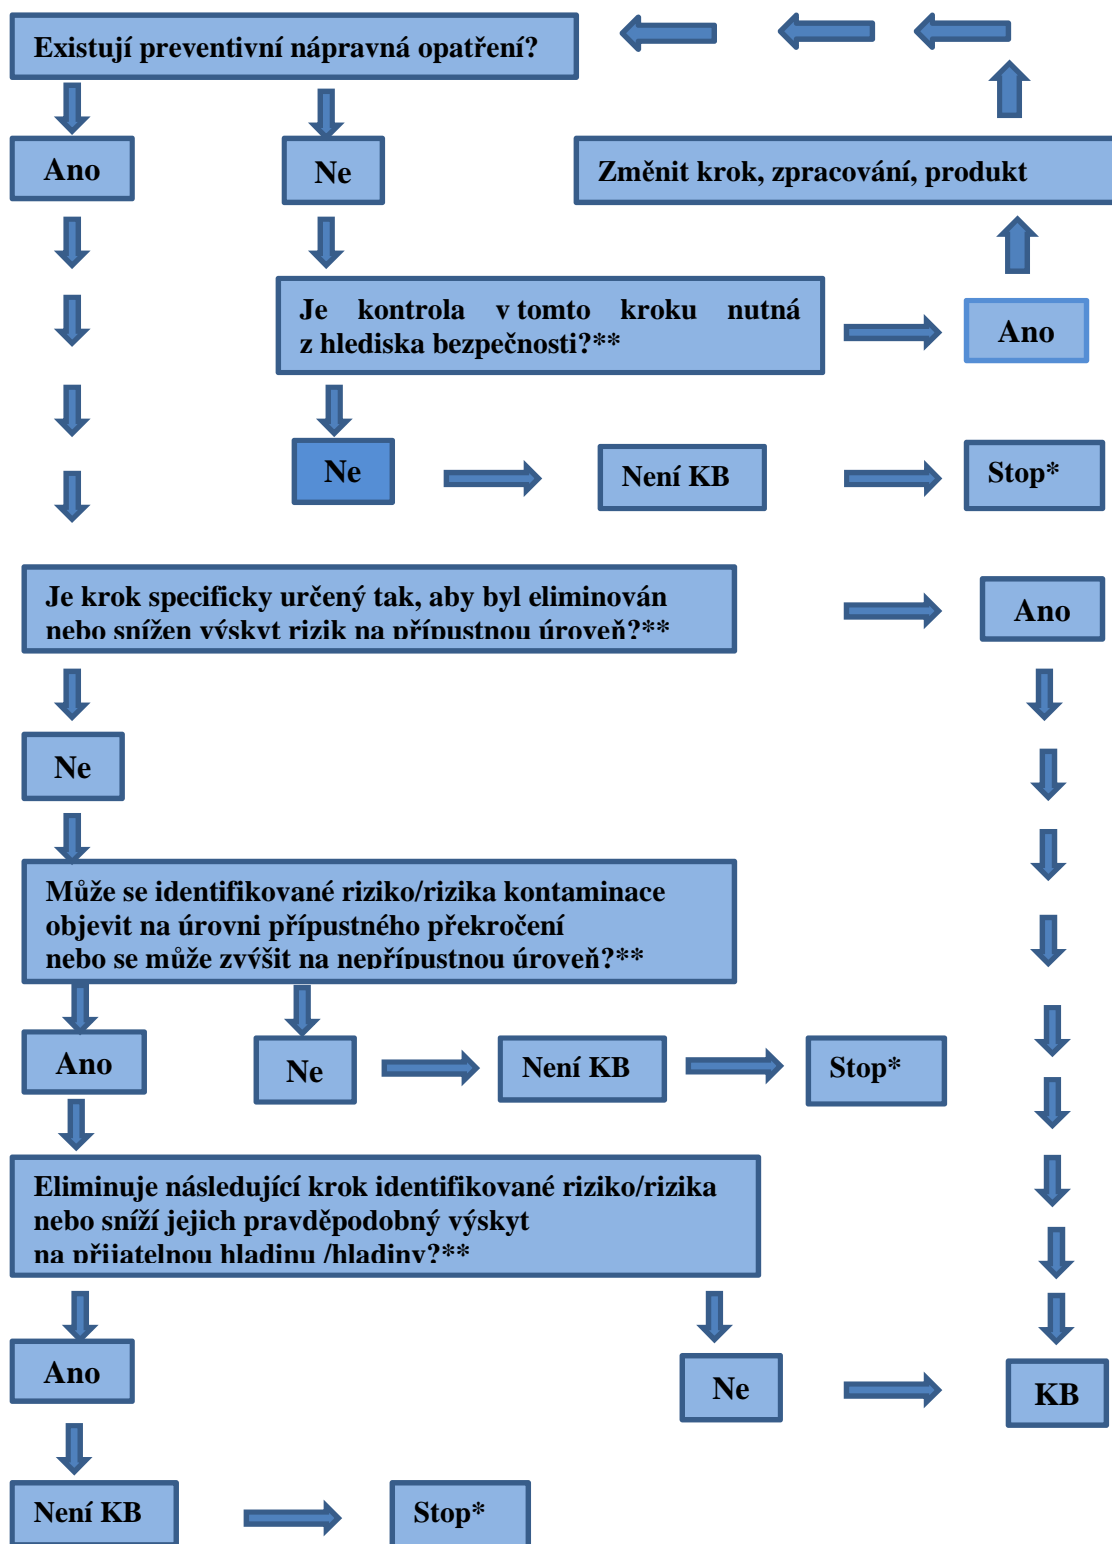 Existují preventivní nápravná opatření?
Ano
Ne
Změnit krok, zpracování, produkt
Je kontrola v tomto kroku nutná
z hlediska bezpečnosti?**
Ano
Ne
Není KB
Stop*
Je krok specificky určený tak, aby byl eliminován
nebo snížen výskyt rizik na přípustnou úroveň?**
Ano
Ne
Může se identifikované riziko/rizika kontaminace
objevit na úrovni přípustného překročení
nebo se může zvýšit na nepřípustnou úroveň?**
Ano
Ne
Není KB
Stop*
Eliminuje následující krok identifikované riziko/rizika
nebo sníží jejich pravděpodobný výskyt
na přijatelnou hladinu /hladiny?**
Ano
Ne
KB
Není KB
Stop*